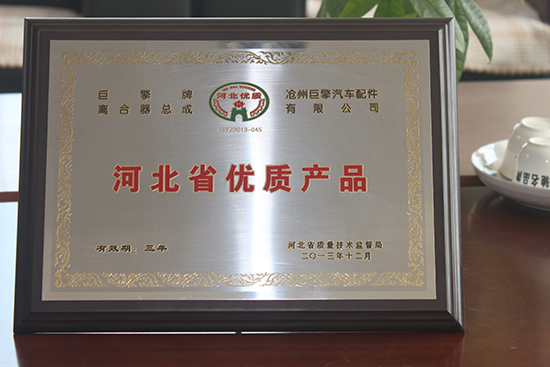 巨擎牌
离合器总成
河北优质
沧州巨擎汽车配件
有限公司
河北省优质产品
有效期：三年
河北省质量技术监督局
二〇一三年十二月